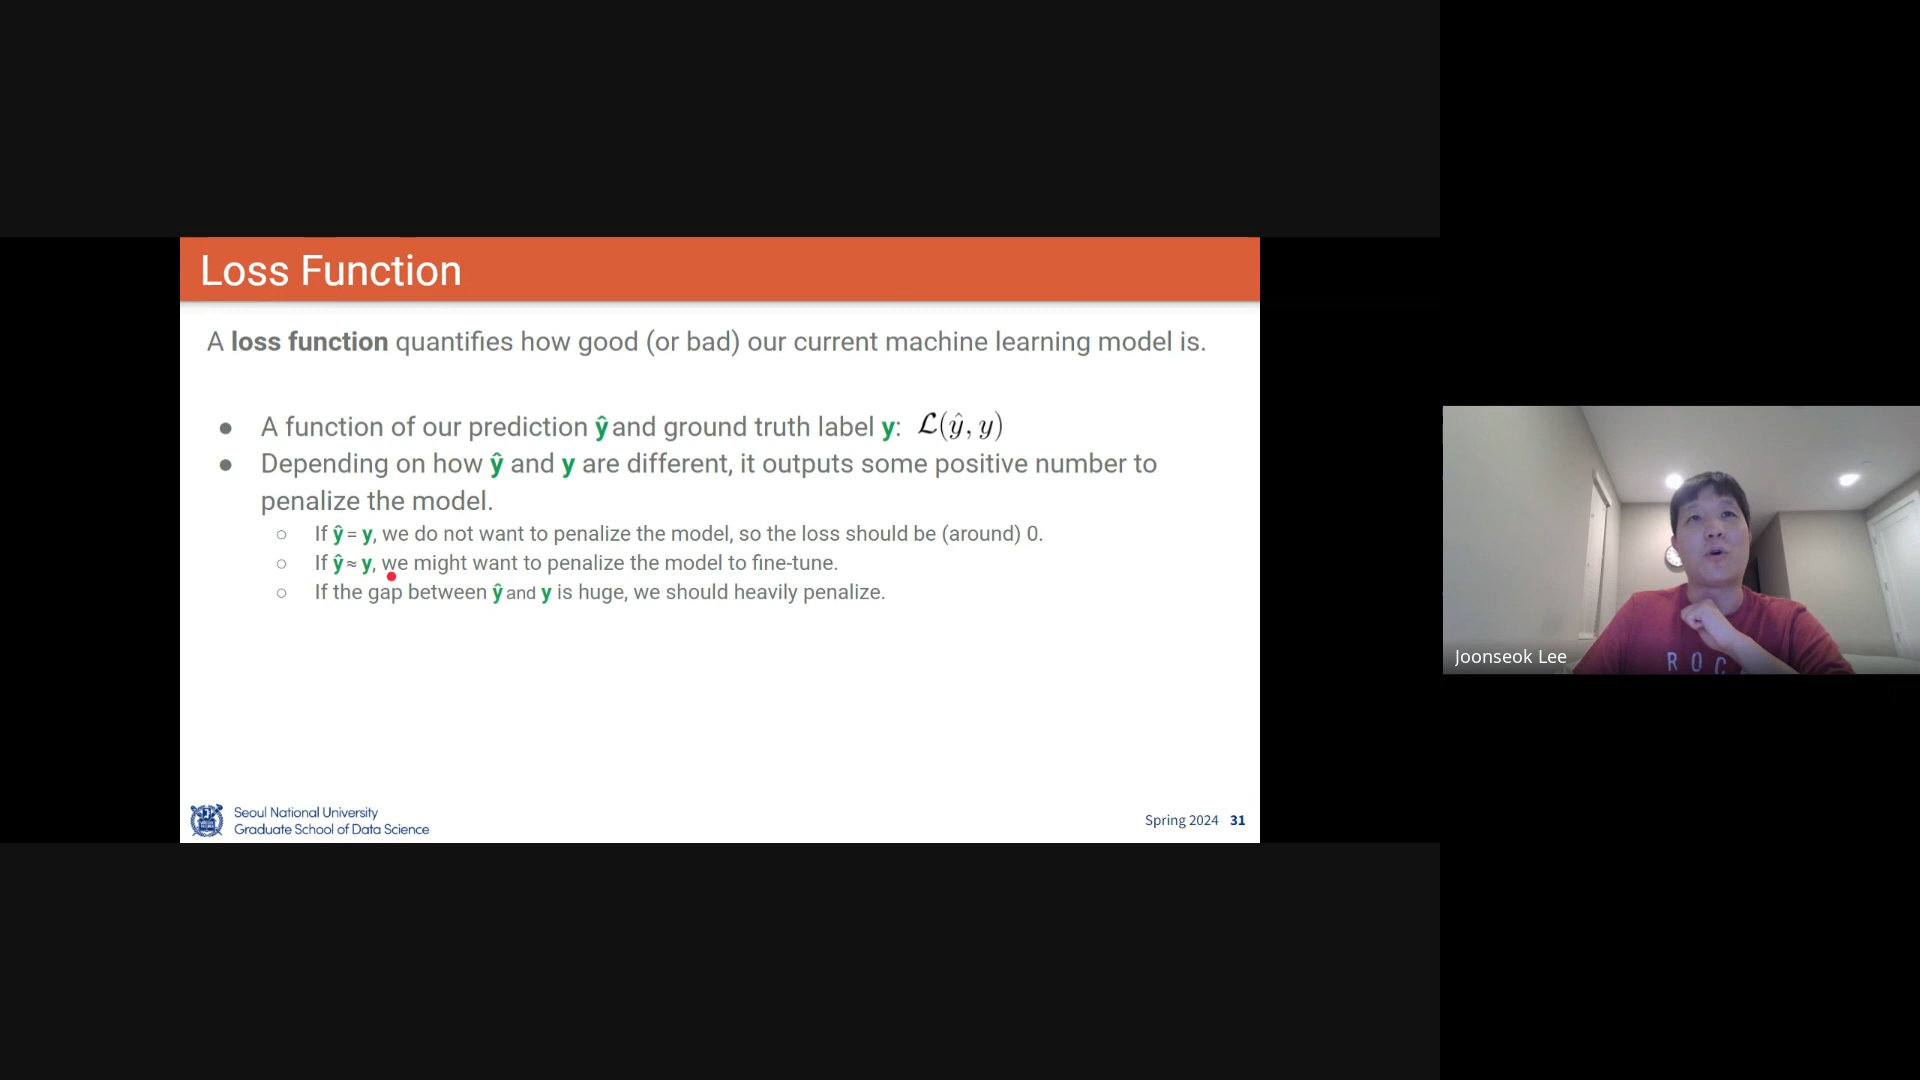 Loss Function
A loss function quantifies how good (or bad) our current machine learning model is.
● A function of our prediction ŷ and ground truth label y: ℒ(ŷ, y)
● Depending on how ŷ and y are different, it outputs some positive number to
penalize the model.
○ If ŷ = y, we do not want to penalize the model, so the loss should be (around) 0.
○ If ŷ ≈ y, we might want to penalize the model to fine-tune.
○ If the gap between ŷ and y is huge, we should heavily penalize.
Seoul National University
Graduate School of Data Science
Spring 2024 31
Joonseok Lee
R O C